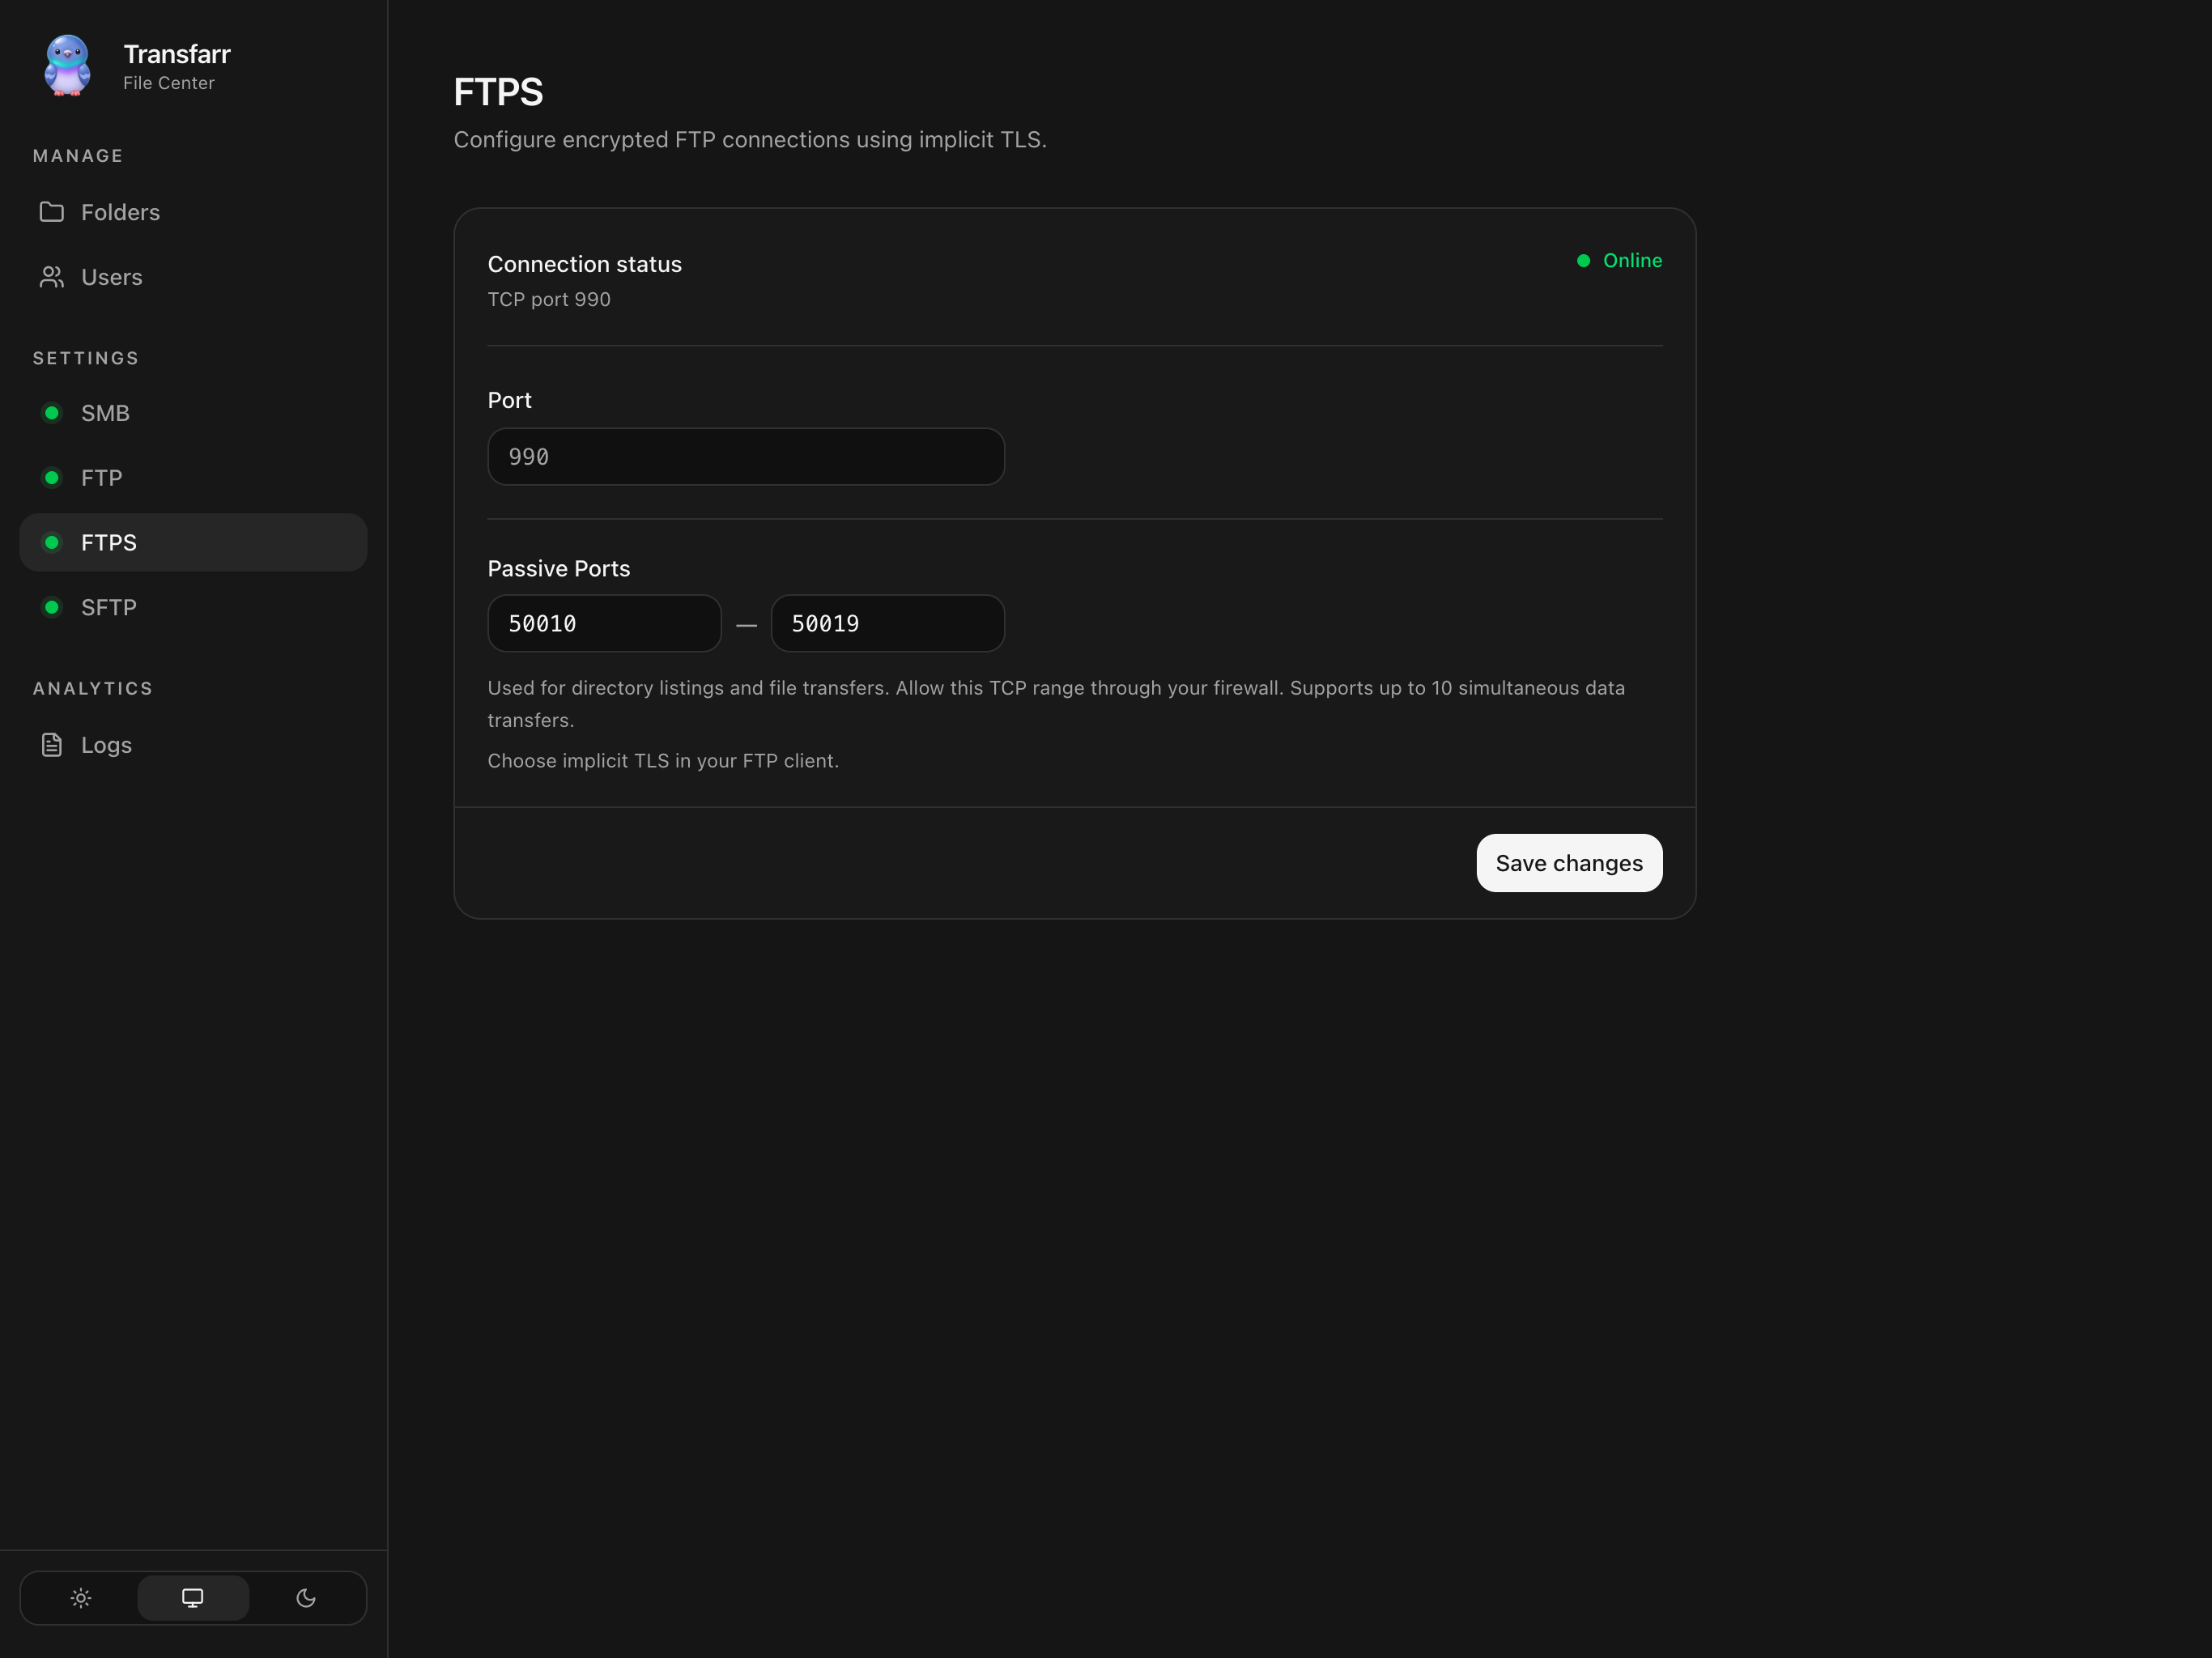 Transfarr
File Center
MANAGE
Folders
Users
SETTINGS
SMB
FTP
FTPS
SFTP
ANALYTICS
Logs
FTPS
Configure encrypted FTP connections using implicit TLS.
Connection status
Online
TCP port 990
Port
990
Passive Ports
50010 — 50019
Used for directory listings and file transfers. Allow this TCP range through your firewall. Supports up to 10 simultaneous data
transfers.
Choose implicit TLS in your FTP client.
Save changes